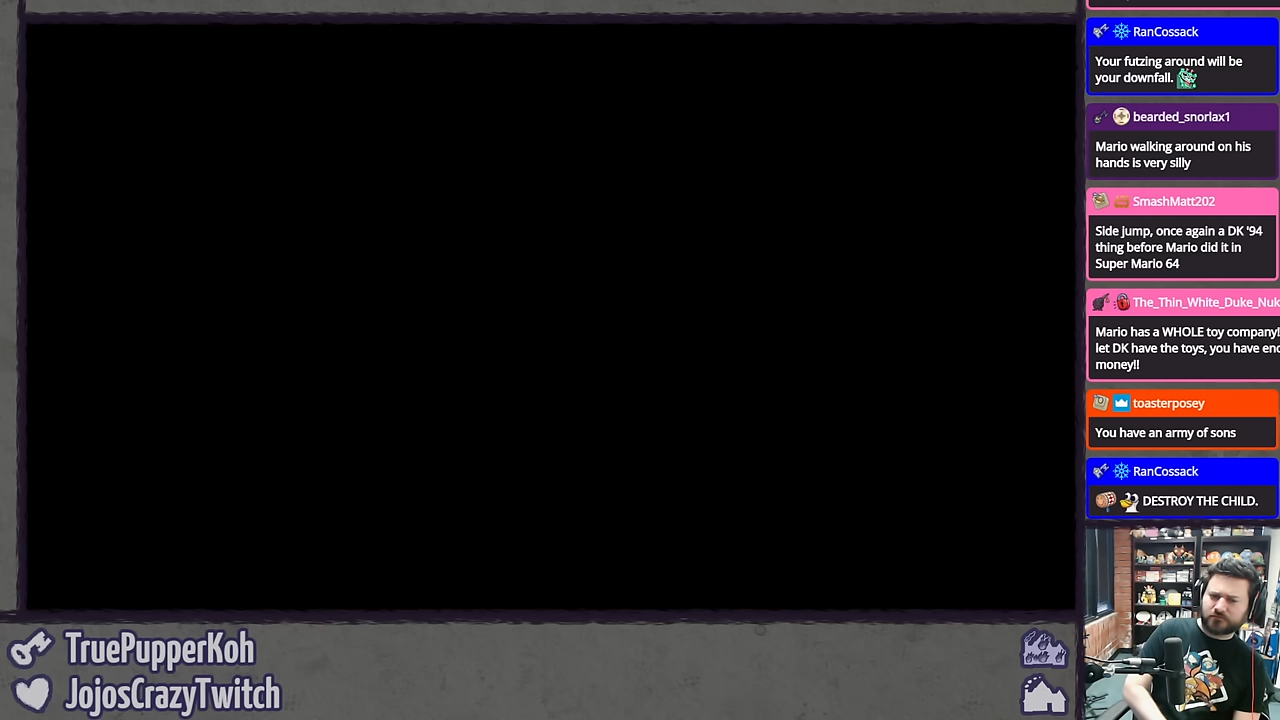 RanCossack
Your futzing around will be
your downfall.
bearded_snorlax1
Mario walking around on his
hands is very silly
SmashMatt202
Side jump, once again a DK '94
thing before Mario did it in
Super Mario 64
The_Thin_White_Duke_Nuk
Mario has a WHOLE toy company!
let DK have the toys, you have
money!!
toasterposey
You have an army of sons
RanCossack
DESTROY THE CHILD.
TruePupperKoh
JojosCrazyTwitch